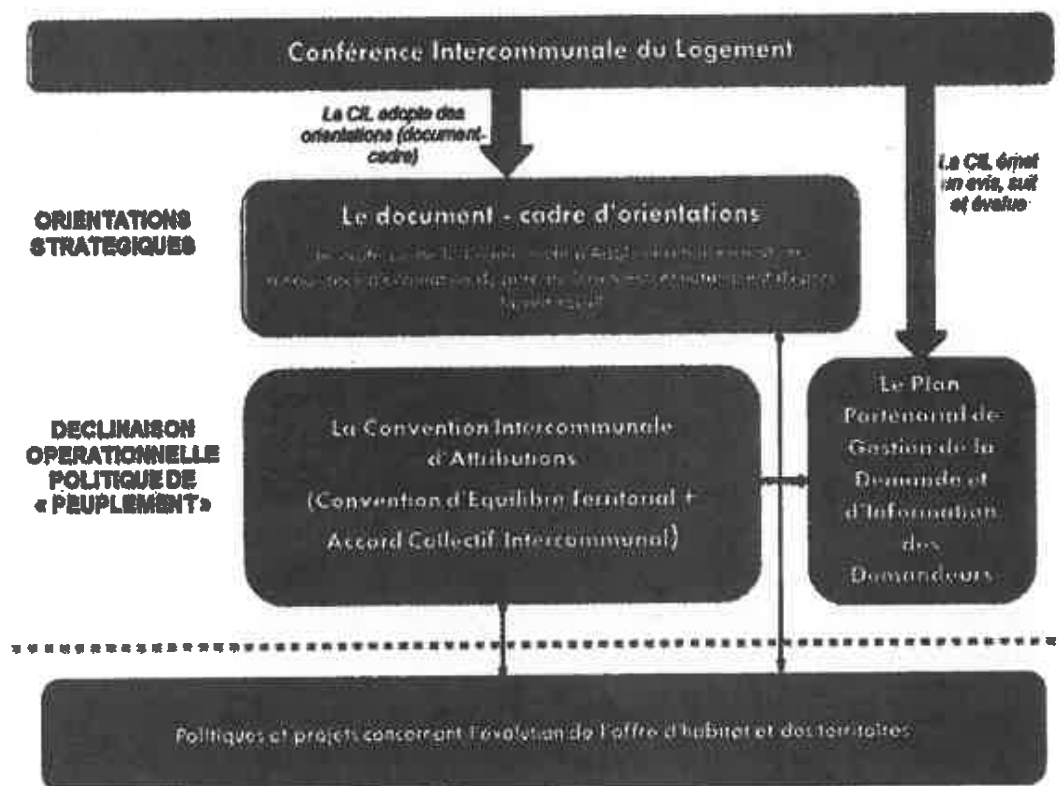 Conférence Intercommunale du Logement
La CIL adopte des
orientations (document-
cadre)
La CIL émet
un avis, suit
et évalue
ORIENTATIONS
STRATEGIQUES
Le document - cadre d'orientations
DECLINAISON
OPERATIONNELLE
POLITIQUE DE
« PEUPLEMENT »
La Convention Intercommunale
d'Attributions
(Convention d'Equilibre Territorial +
Accord Collectif Intercommunal)
Le Plan
Partenarial de
Gestion de la
Demande et
d'Information
des
Demandeurs
Politiques et projets concernant l'évolution de l'offre d'habitat et des territoires